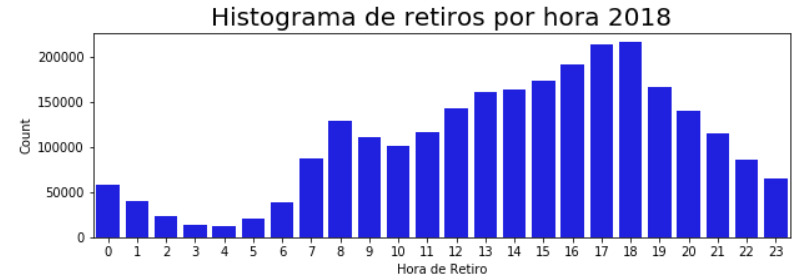 Histograma de retiros por hora 2018
Count
200000
150000
100000
50000
0
0 1 2 3 4 5 6 7 8 9 10 11 12 13 14 15 16 17 18 19 20 21 22 23
Hora de Retiro